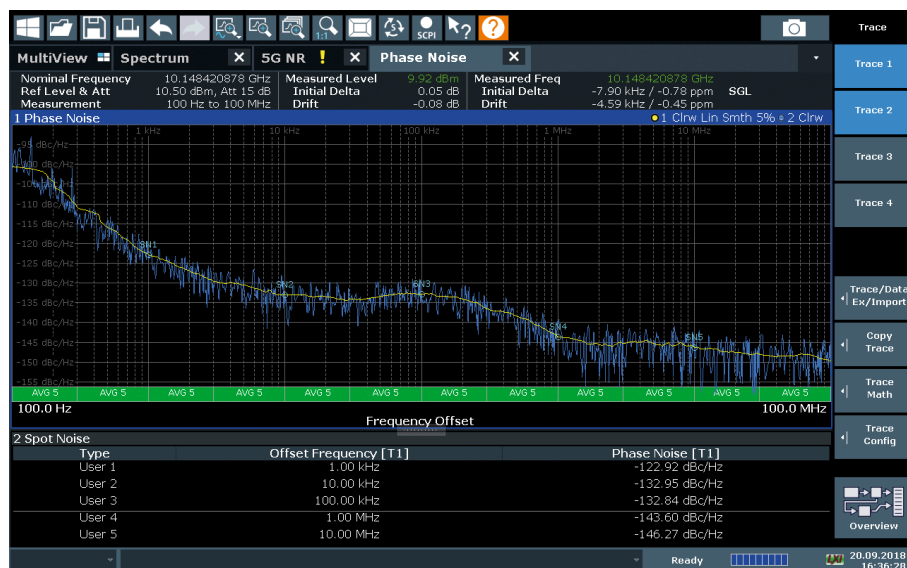 1:1
SCPI
Trace
MultiView Spectrum X 5G NR ! X Phase Noise X
Nominal Frequency 10.148420878 GHz Measured Level 9.92 dBm Measured Freq 10.148420878 GHz
Ref Level & Att 10.50 dBm, Att 15 dB Initial Delta 0.05 dB Initial Delta -7.90 kHz / -0.78 ppm SGL
Measurement 100 Hz to 100 MHz Drift -0.08 dB Drift -4.59 kHz / -0.45 ppm
1 Phase Noise 1 Clrw Lin Smth 5% 2 Clrw
1 kHz 10 kHz 100 kHz 1 MHz 10 MHz
-95 dBc/Hz
-100 dBc/Hz
-105 dBc/Hz
-110 dBc/Hz
-115 dBc/Hz
-120 dBc/Hz
-125 dBc/Hz
-130 dBc/Hz
-135 dBc/Hz
-140 dBc/Hz
-145 dBc/Hz
-150 dBc/Hz
-155 dBc/Hz
SN1
SN2
SN3
SN4
SN5
AVG 5 AVG 5 AVG 5 AVG 5 AVG 5 AVG 5 AVG 5 AVG 5 AVG 5 AVG 5 AVG 5 AVG 5
100.0 Hz Frequency Offset 100.0 MHz
2 Spot Noise
Type Offset Frequency [T1] Phase Noise [T1]
User 1 1.00 kHz -122.92 dBc/Hz
User 2 10.00 kHz -132.95 dBc/Hz
User 3 100.00 kHz -132.84 dBc/Hz
User 4 1.00 MHz -143.60 dBc/Hz
User 5 10.00 MHz -146.27 dBc/Hz
Trace 1
Trace 2
Trace 3
Trace 4
Trace/Data
Ex/Import
Copy
Trace
Trace
Math
Trace
Config
Overview
Ready
20.09.2018
16:36:28